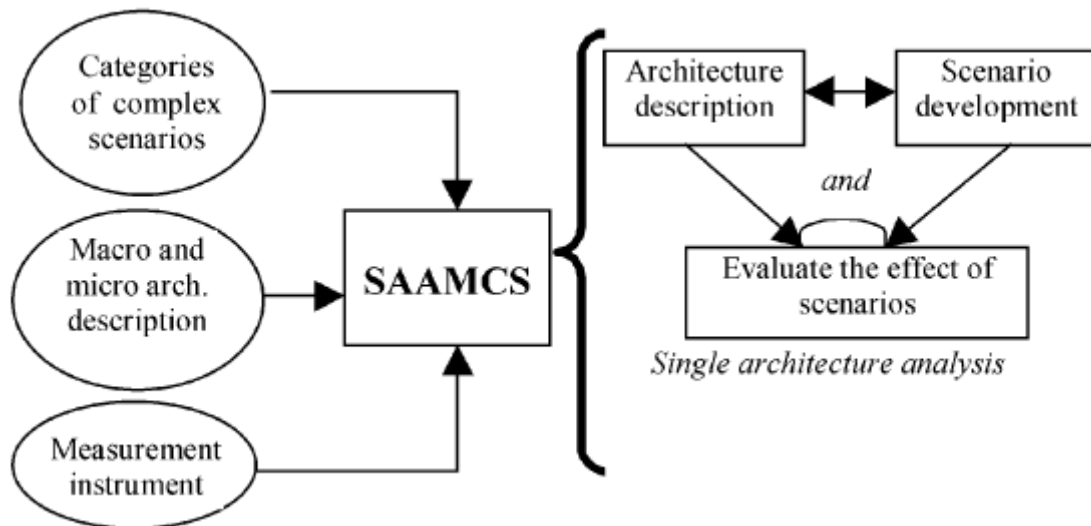 Categories
of complex
scenarios
Macro and
micro arch.
description
Measurement
instrument
SAAMCS
Architecture
description
Scenario
development
and
Evaluate the effect of
scenarios
Single architecture analysis